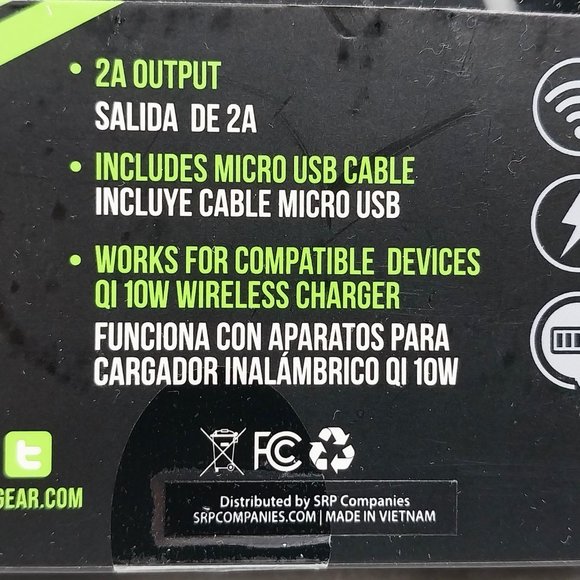 • 2A OUTPUT
SALIDA DE 2A
• INCLUDES MICRO USB CABLE
INCLUYE CABLE MICRO USB
• WORKS FOR COMPATIBLE DEVICES
QI 10W WIRELESS CHARGER
FUNCIONA CON APARATOS PARA
CARGADOR INALÁMBRICO QI 10W
t
FC
GEAR.COM
Distributed by SRP Companies
SRPCOMPANIES.COM | MADE IN VIETNAM